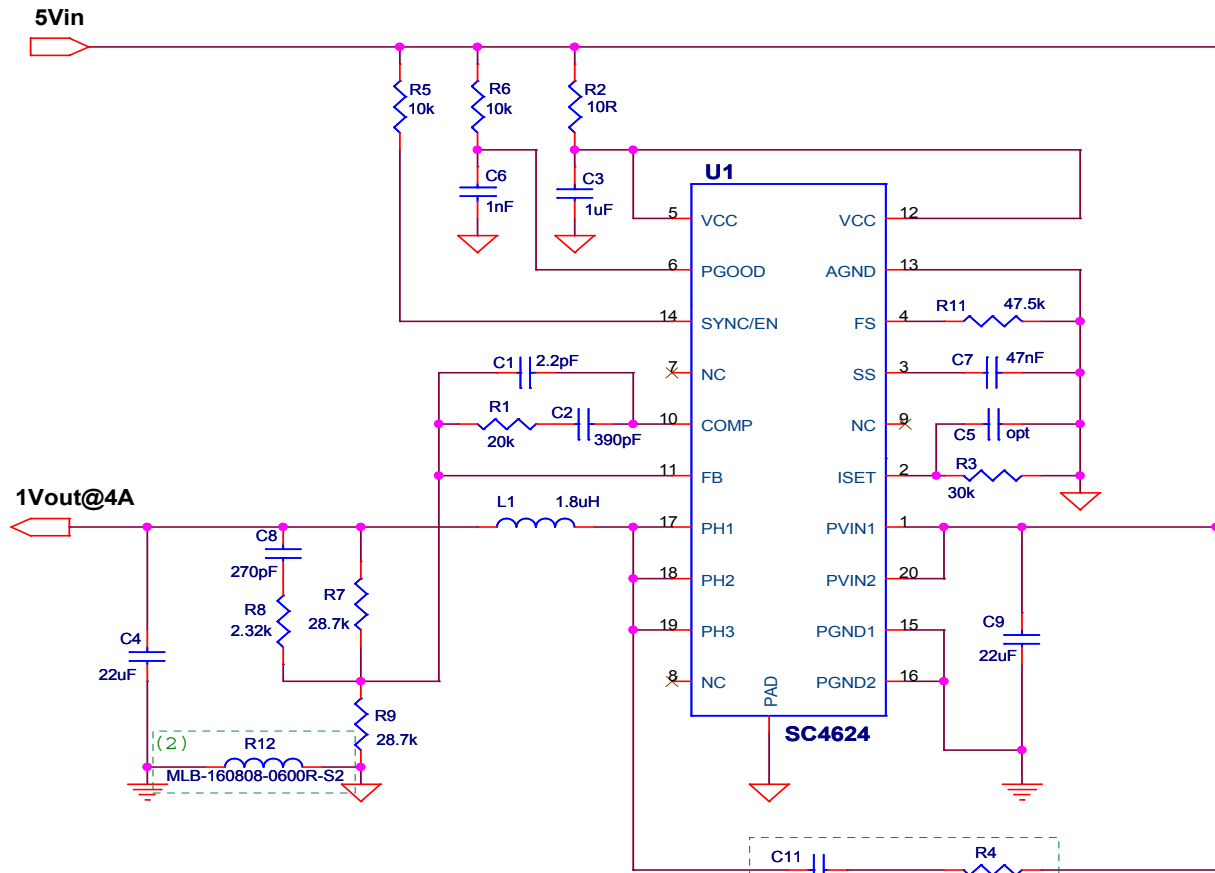 5Vin
R5
10k
R6
10k
R2
10R
C6
1nF
C3
1uF
U1
5
VCC
VCC
12
6
PGOOD
AGND
13
14
SYNC/EN
FS
4
R11
47.5k
7
NC
SS
3
C7
47nF
C1
2.2pF
R1
20k
C2
390pF
10
COMP
NC
9
C5
opt
11
FB
ISET
2
R3
30k
1Vout@4A
L1
1.8uH
17
PH1
PVIN1
1
18
PH2
PVIN2
20
19
PH3
PGND1
15
8
NC
PGND2
16
PAD
SC4624
C8
270pF
R8
2.32k
R7
28.7k
C4
22uF
C9
22uF
R9
28.7k
(2)
R12
MLB-160808-0600R-S2
C11
R4